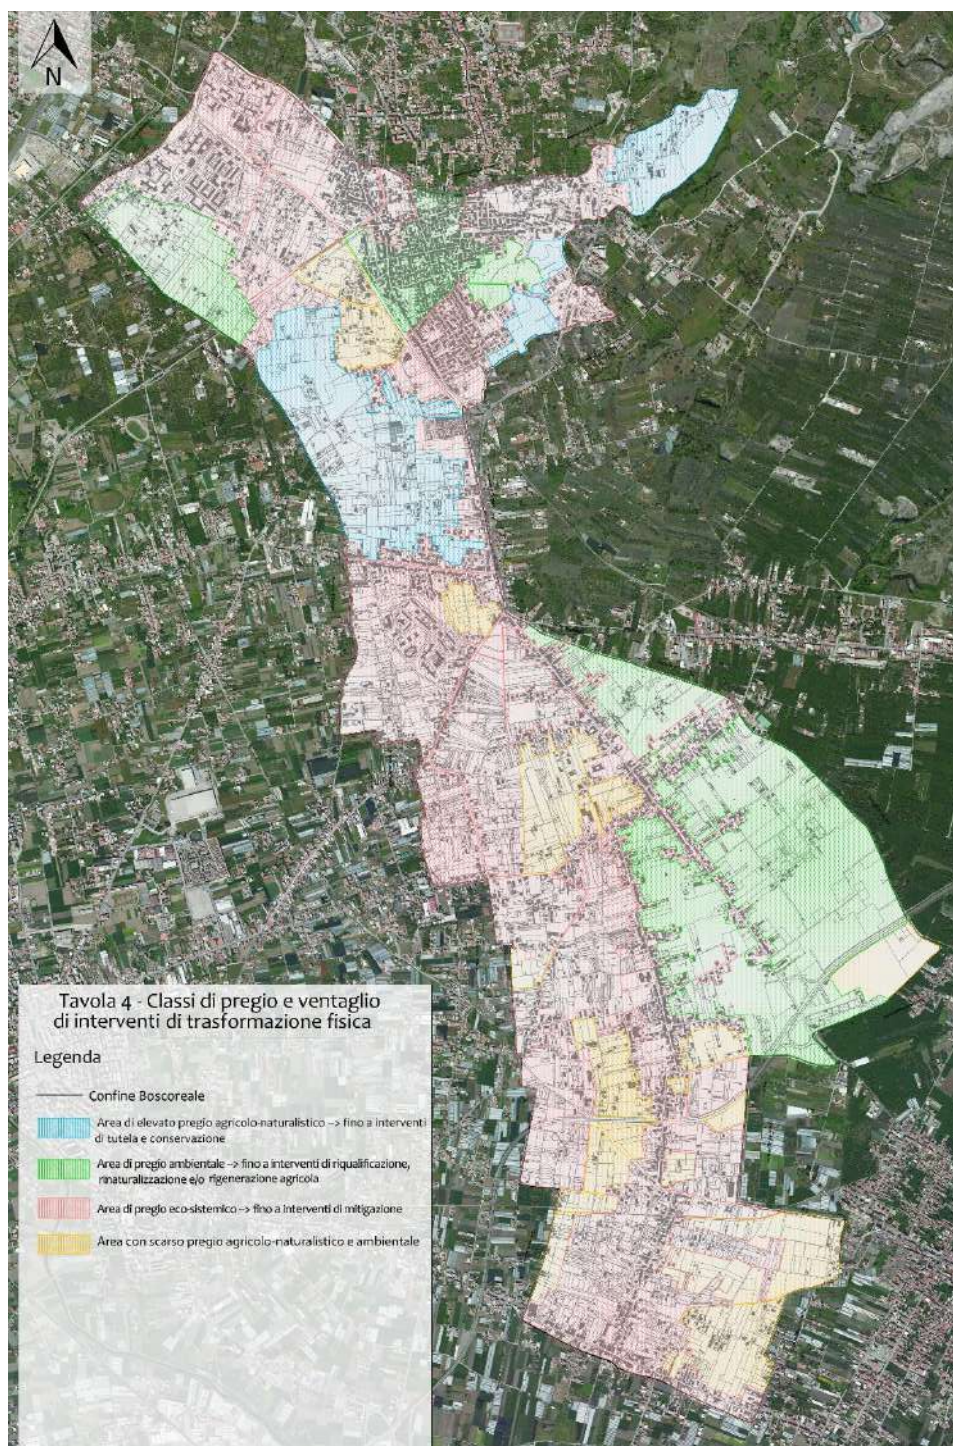 N
Tavola 4 - Classi di pregio e ventaglio
di interventi di trasformazione fisica
Legenda
Confine Boscoreale
Area di elevato pregio agricolo-naturalistico --> fino a interventi
di tutela e conservazione
Area di pregio ambientale --> fino a interventi di riqualificazione,
rinaturalizzazione e/o rigenerazione agricola
Area di pregio eco-sistemico --> fino a interventi di mitigazione
Area con scarso pregio agricolo-naturalistico e ambientale